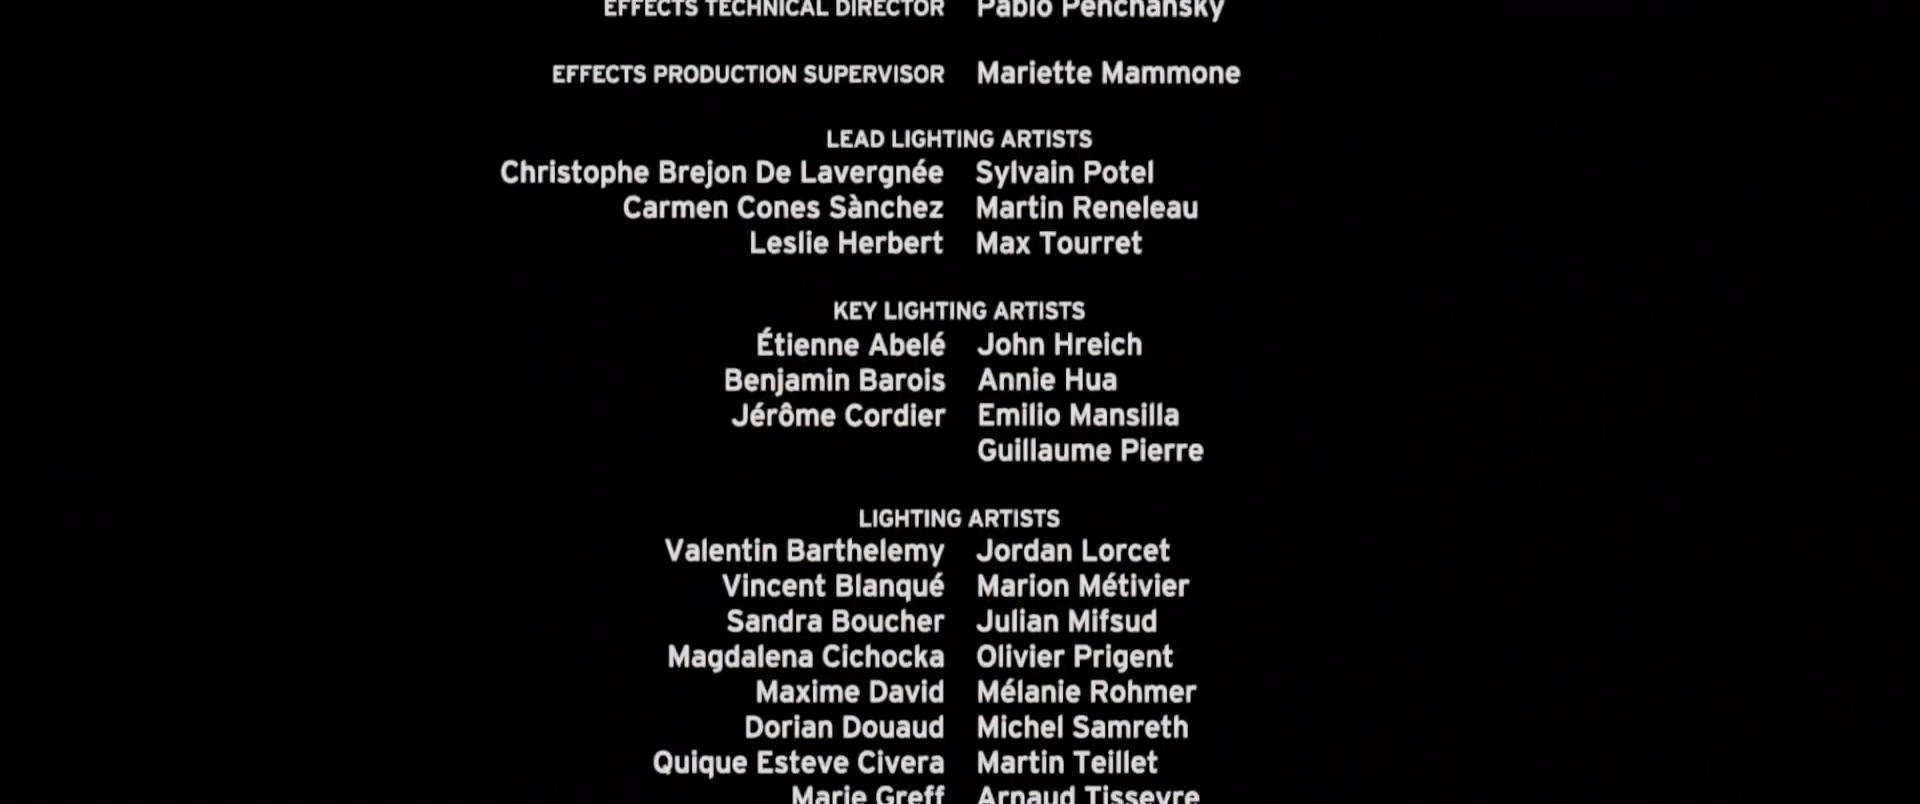 EFFECTS TECHNICAL DIRECTOR Pablo Penchansky
EFFECTS PRODUCTION SUPERVISOR Mariette Mammone
LEAD LIGHTING ARTISTS
Christophe Brejon De Lavergnée Sylvain Potel
Carmen Cones Sànchez Martin Reneleau
Leslie Herbert Max Tourret
KEY LIGHTING ARTISTS
Étienne Abelé John Hreich
Benjamin Barois Annie Hua
Jérôme Cordier Emilio Mansilla
Guillaume Pierre
LIGHTING ARTISTS
Valentin Barthelemy Jordan Lorcet
Vincent Blanqué Marion Métivier
Sandra Boucher Julian Mifsud
Magdalena Cichocka Olivier Prigent
Maxime David Mélanie Rohmer
Dorian Douaud Michel Samreth
Quique Esteve Civera Martin Teillet
Marie Greff Arnaud Tisseyre